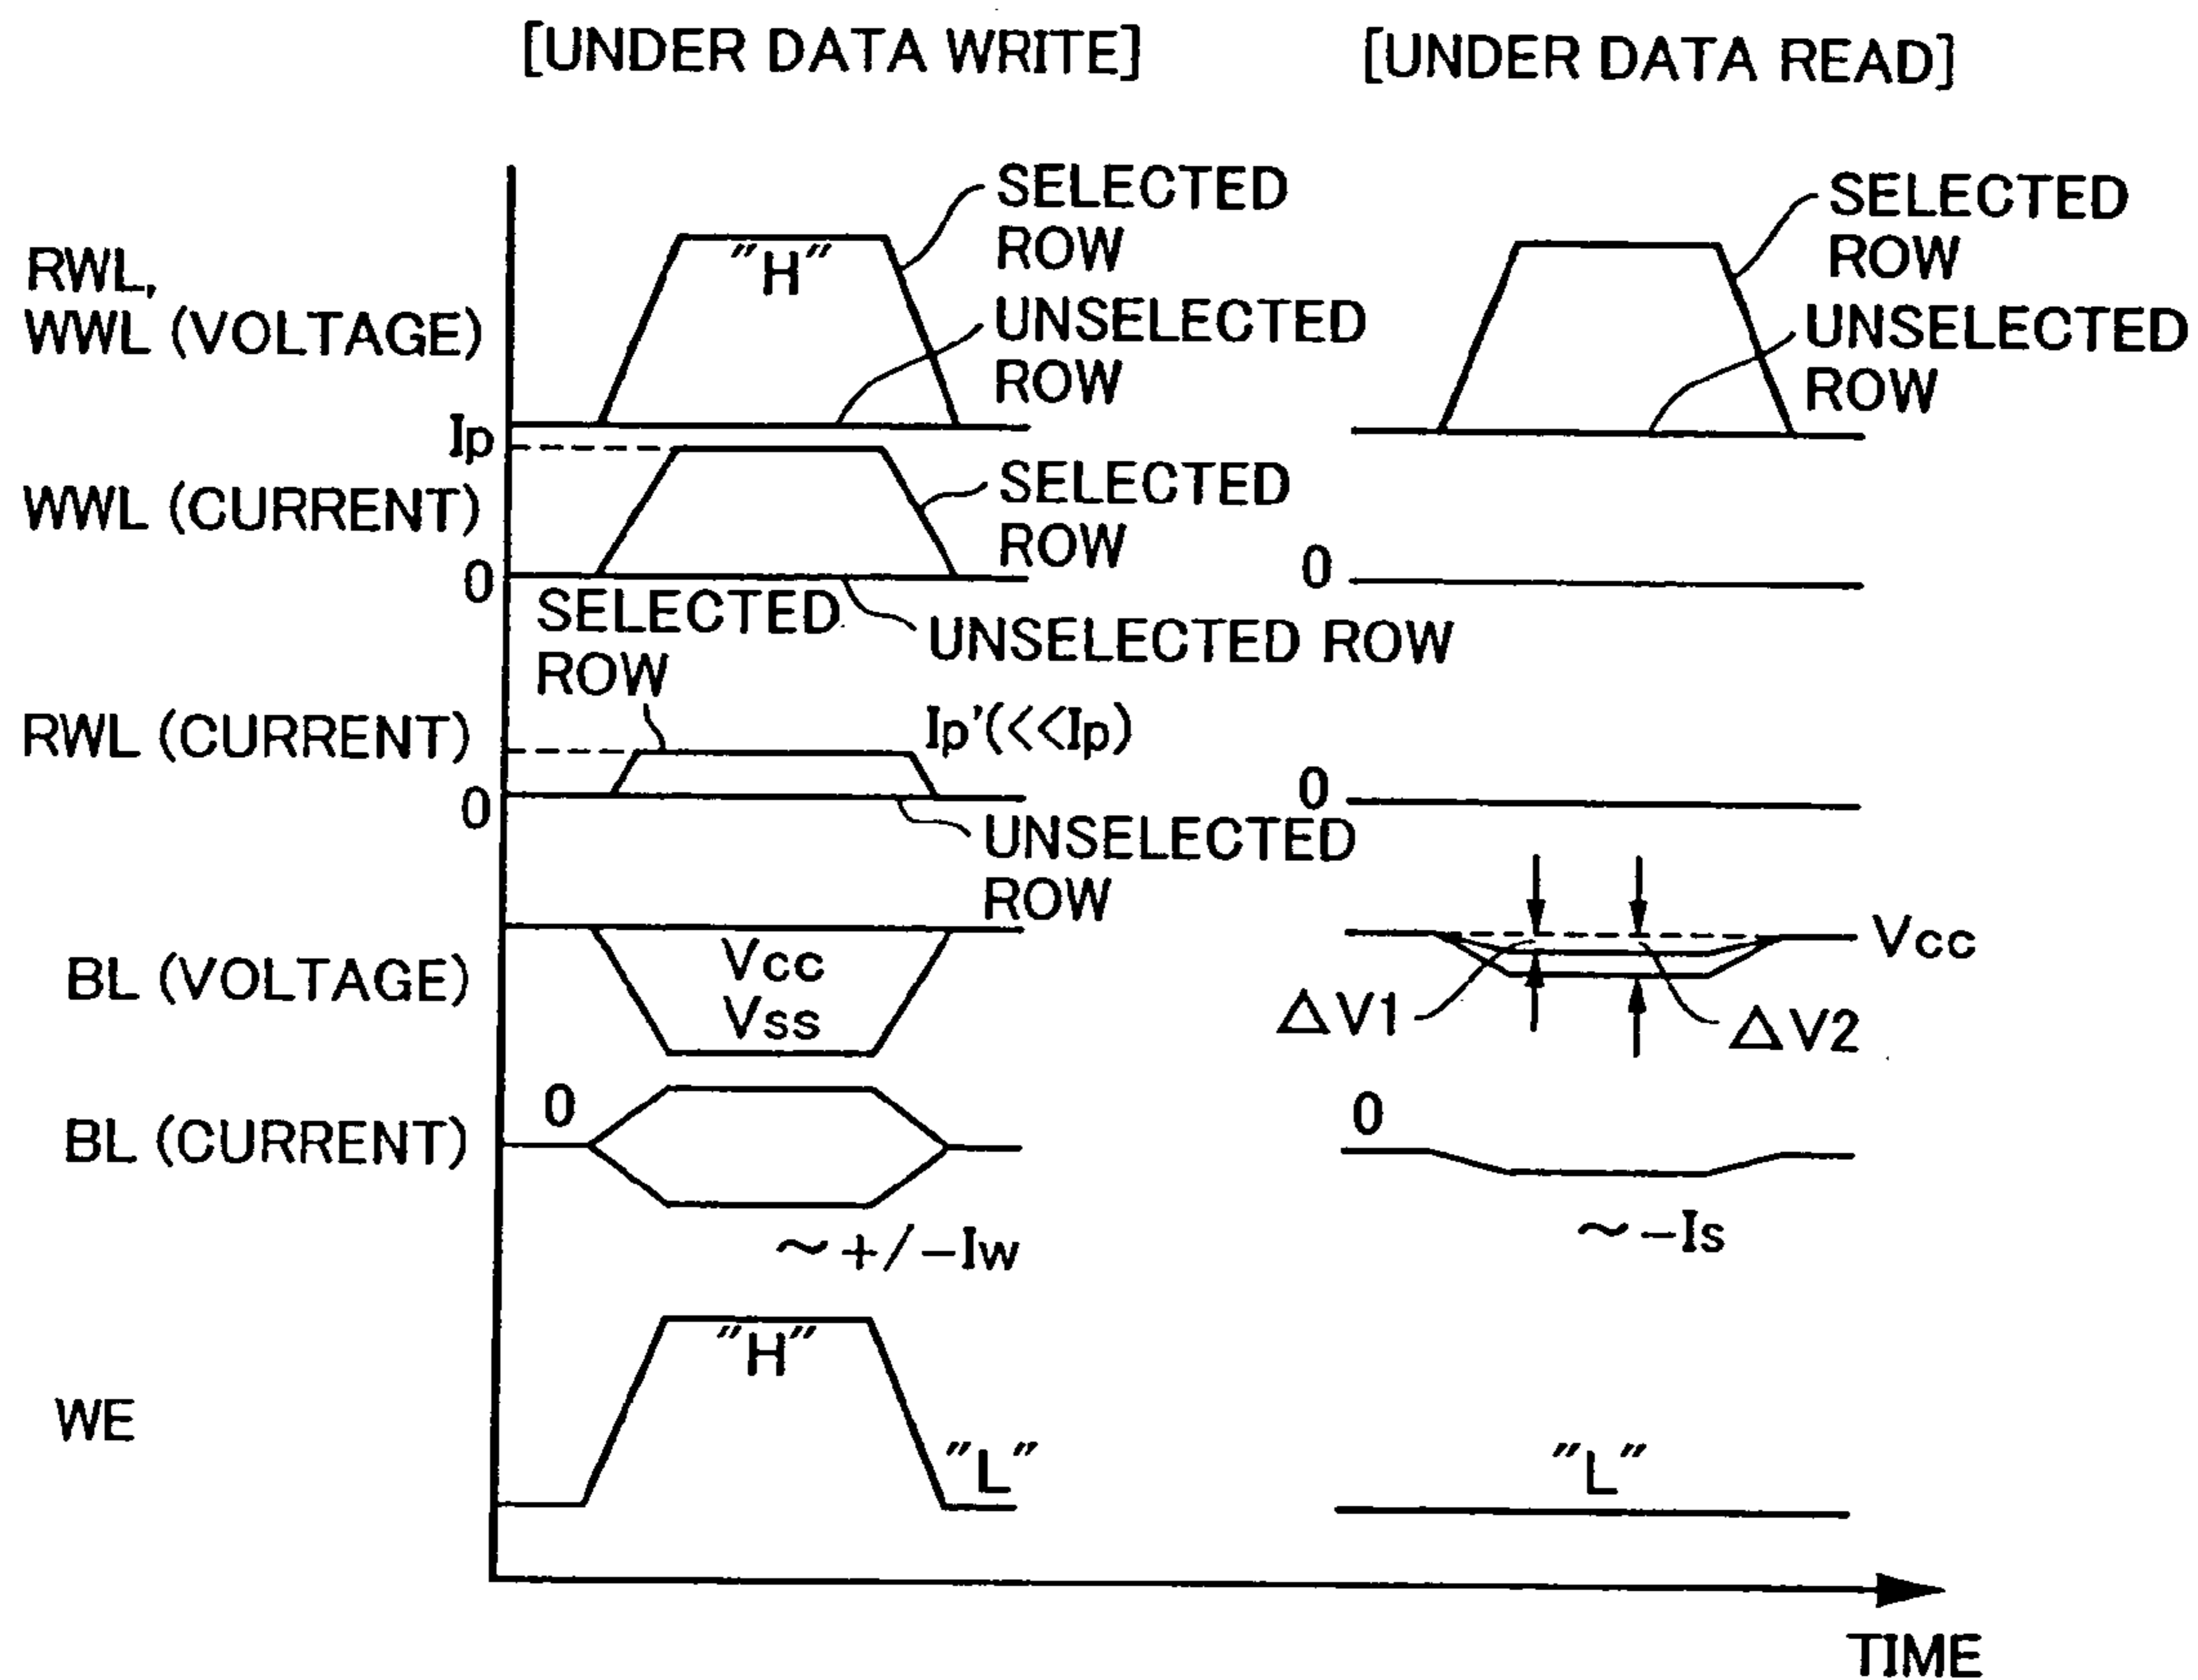 [UNDER DATA WRITE]
[UNDER DATA READ]
RWL,
WWL (VOLTAGE)
"H"
SELECTED
ROW
UNSELECTED
ROW
SELECTED
ROW
UNSELECTED
ROW
Ip
WWL (CURRENT)
0
SELECTED
ROW
UNSELECTED ROW
0
SELECTED
ROW
RWL (CURRENT)
Ip'(<<Ip)
0
UNSELECTED
ROW
0
BL (VOLTAGE)
Vcc
Vss
Vcc
ΔV1
ΔV2
BL (CURRENT)
0
~+/-Iw
0
~-Is
WE
"H"
"L"
"L"
TIME